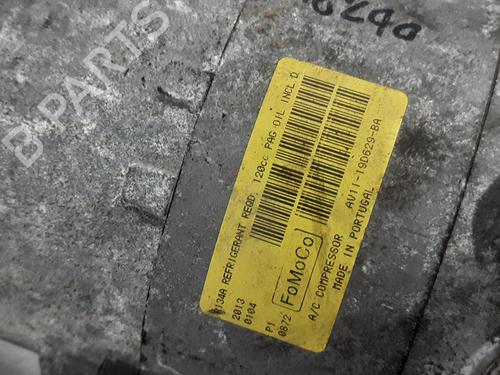 R134A REFRIGERANT REQD. 120cc PAG OIL INCL'D
2013
0104
P1
0872
FoMoCo
AV11-19D629-BA
A/C COMPRESSOR
MADE IN PORTUGAL